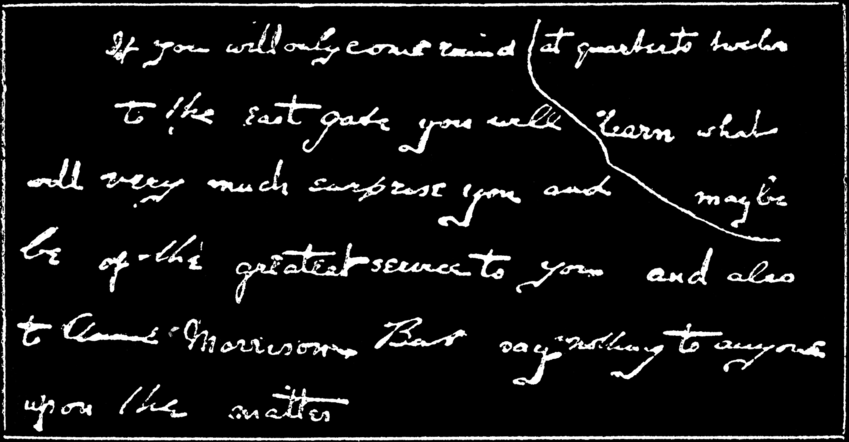 If you will only come round at quarter to twelve
to the east gate you will learn what
will very much surprise you and maybe
be of the greatest service to you and also
to Annie Morrison But say nothing to anyone
upon the matter